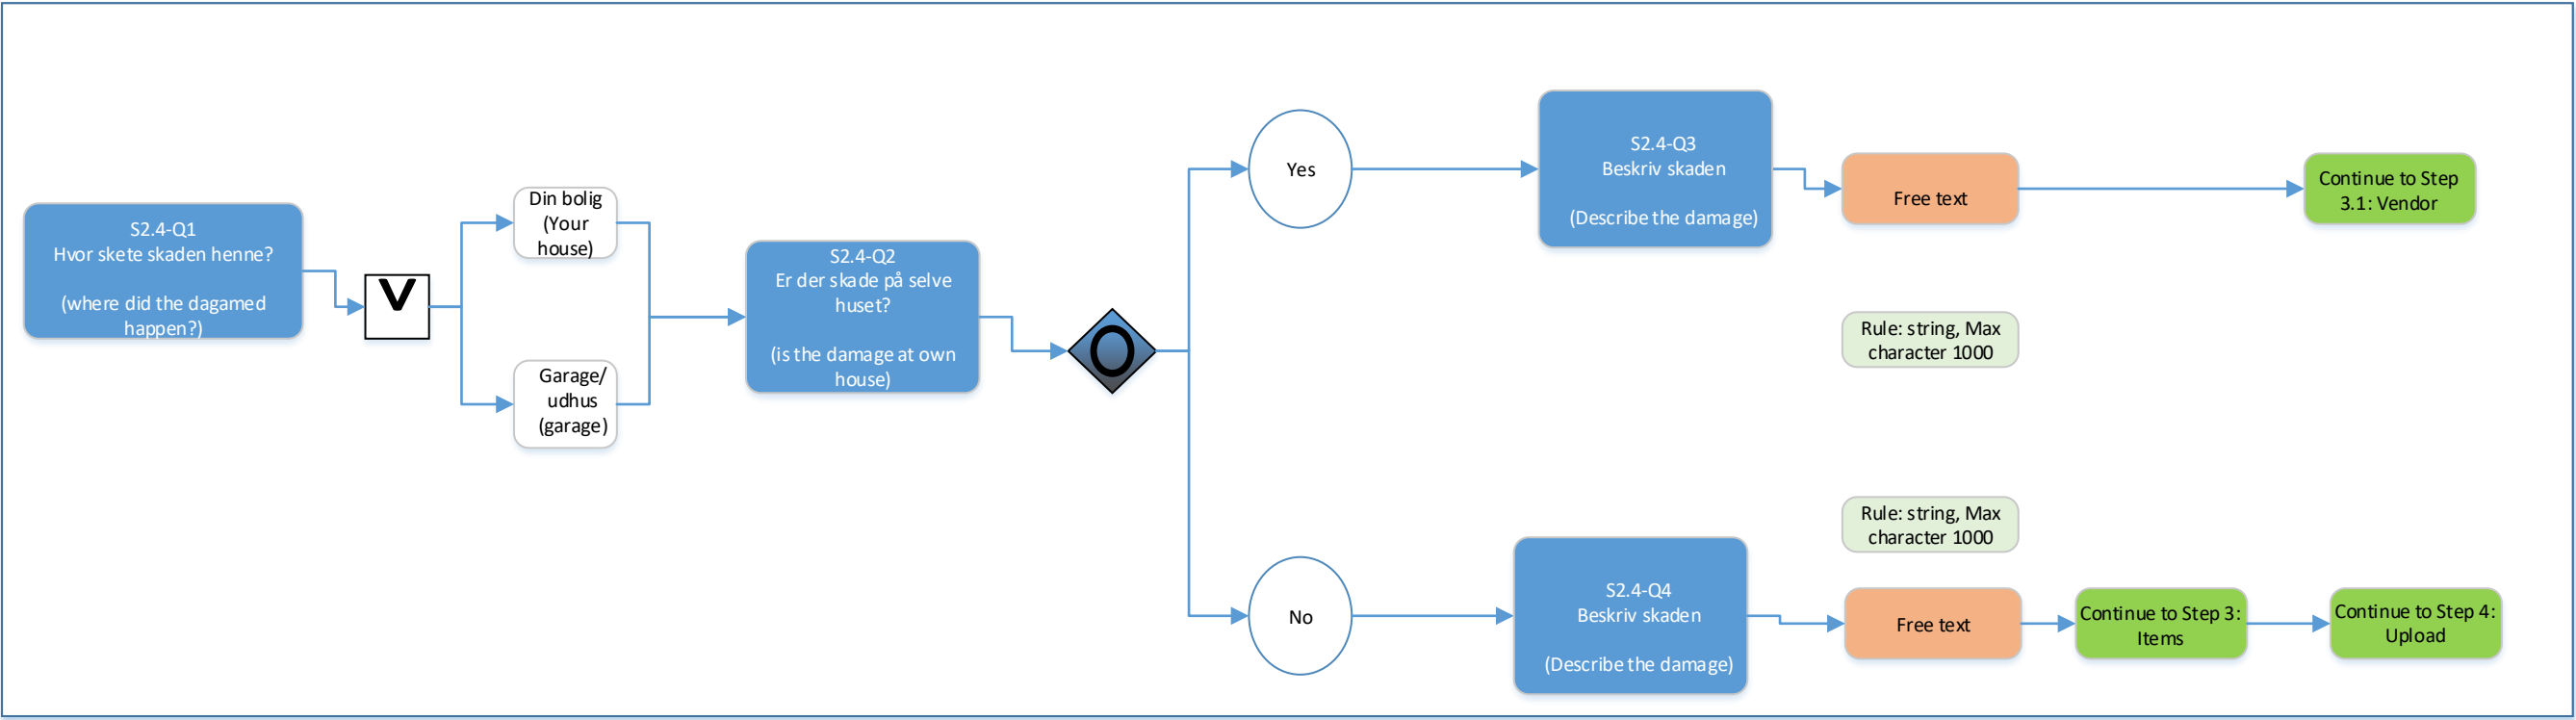 S2.4-Q1
Hvor skete skaden henne?
(where did the dagamed
happen?)
V
Din bolig
(Your
house)
Garage/
udhus
(garage)
S2.4-Q2
Er der skade på selve
huset?
(is the damage at own
house)
O
Yes
S2.4-Q3
Beskriv skaden
(Describe the damage)
Free text
Continue to Step
3.1: Vendor
Rule: string, Max
character 1000
Rule: string, Max
character 1000
No
S2.4-Q4
Beskriv skaden
(Describe the damage)
Free text
Continue to Step 3:
Items
Continue to Step 4:
Upload